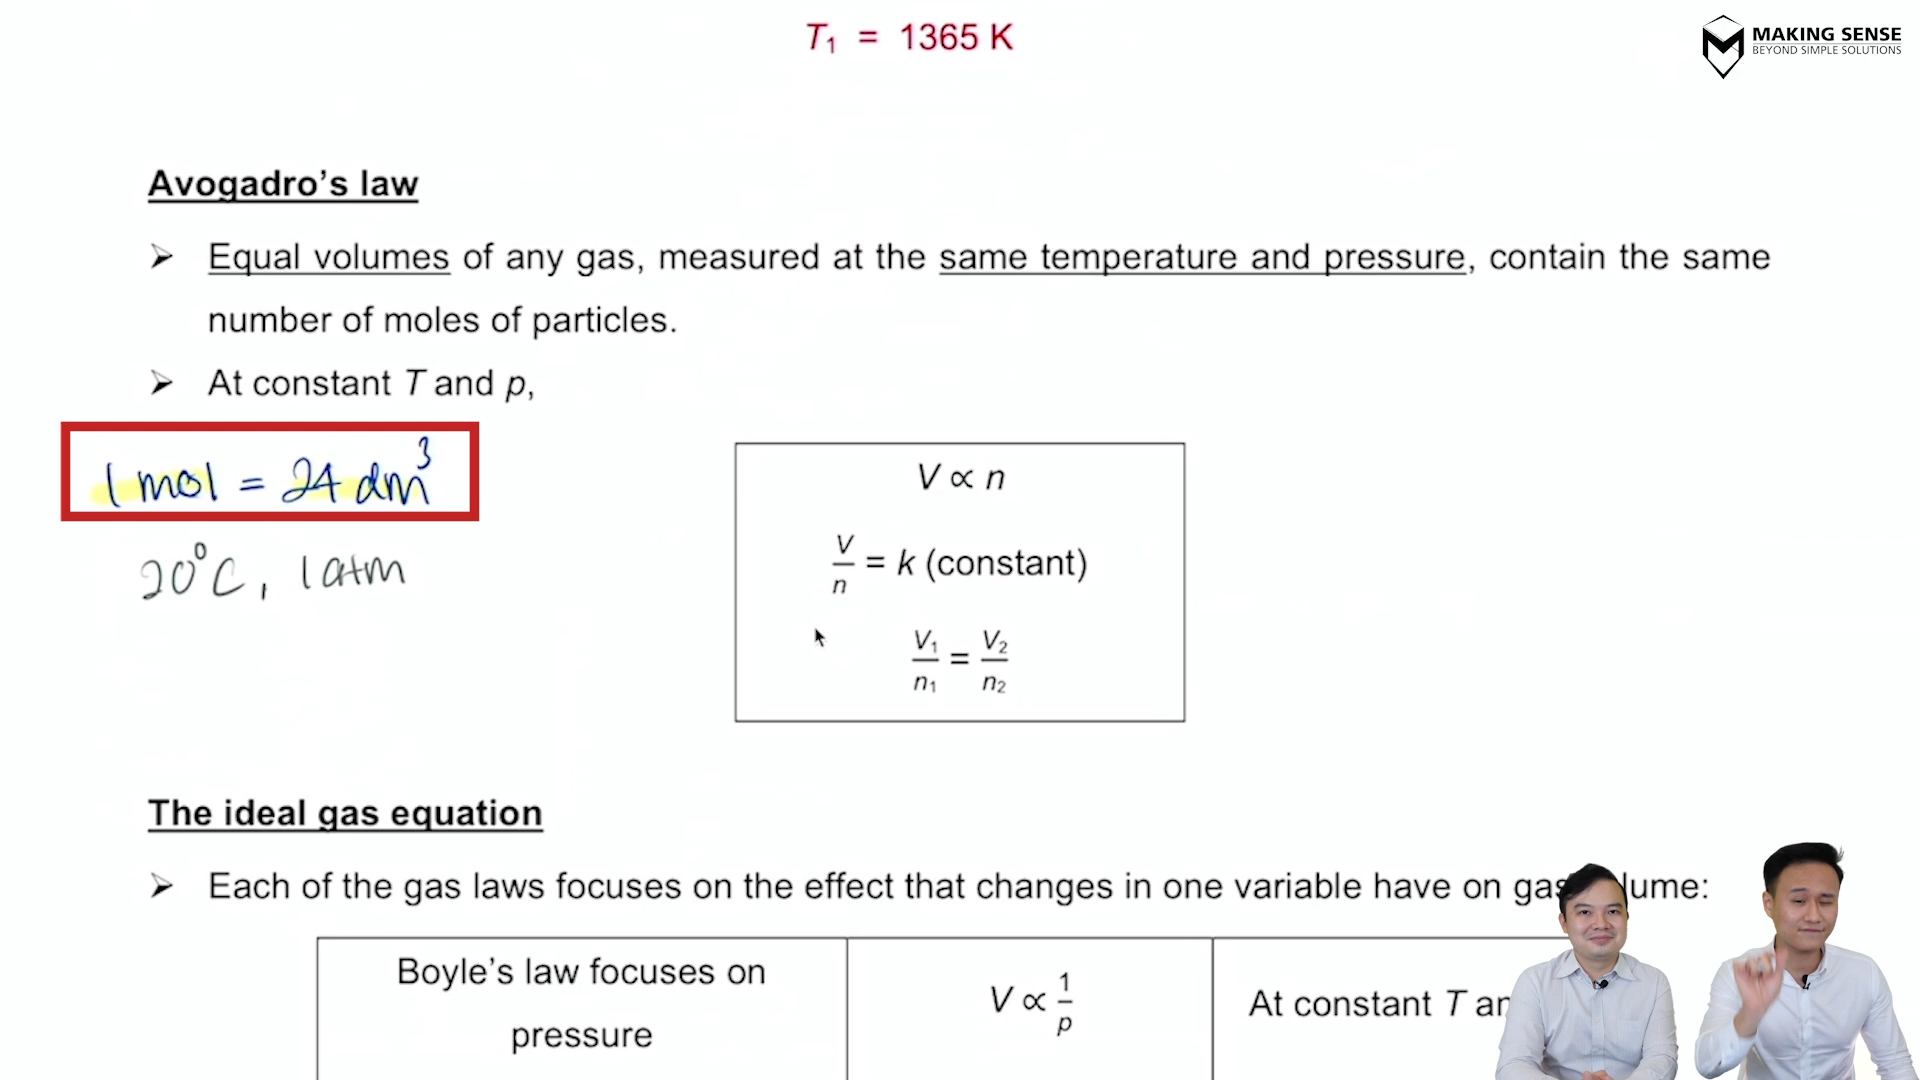 T₁ = 1365 K
MAKING SENSE
BEYOND SIMPLE SOLUTIONS
Avogadro's law
➢ Equal volumes of any gas, measured at the same temperature and pressure, contain the same
number of moles of particles.
➢ At constant T and p,
1 mol = 24 dm³
20°C, 1 atm
V ∝ n
V/n = k (constant)
V₁/n₁ = V₂/n₂
The ideal gas equation
➢ Each of the gas laws focuses on the effect that changes in one variable have on gas lume:
Boyle's law focuses on
pressure
V ∝ 1/p
At constant T an